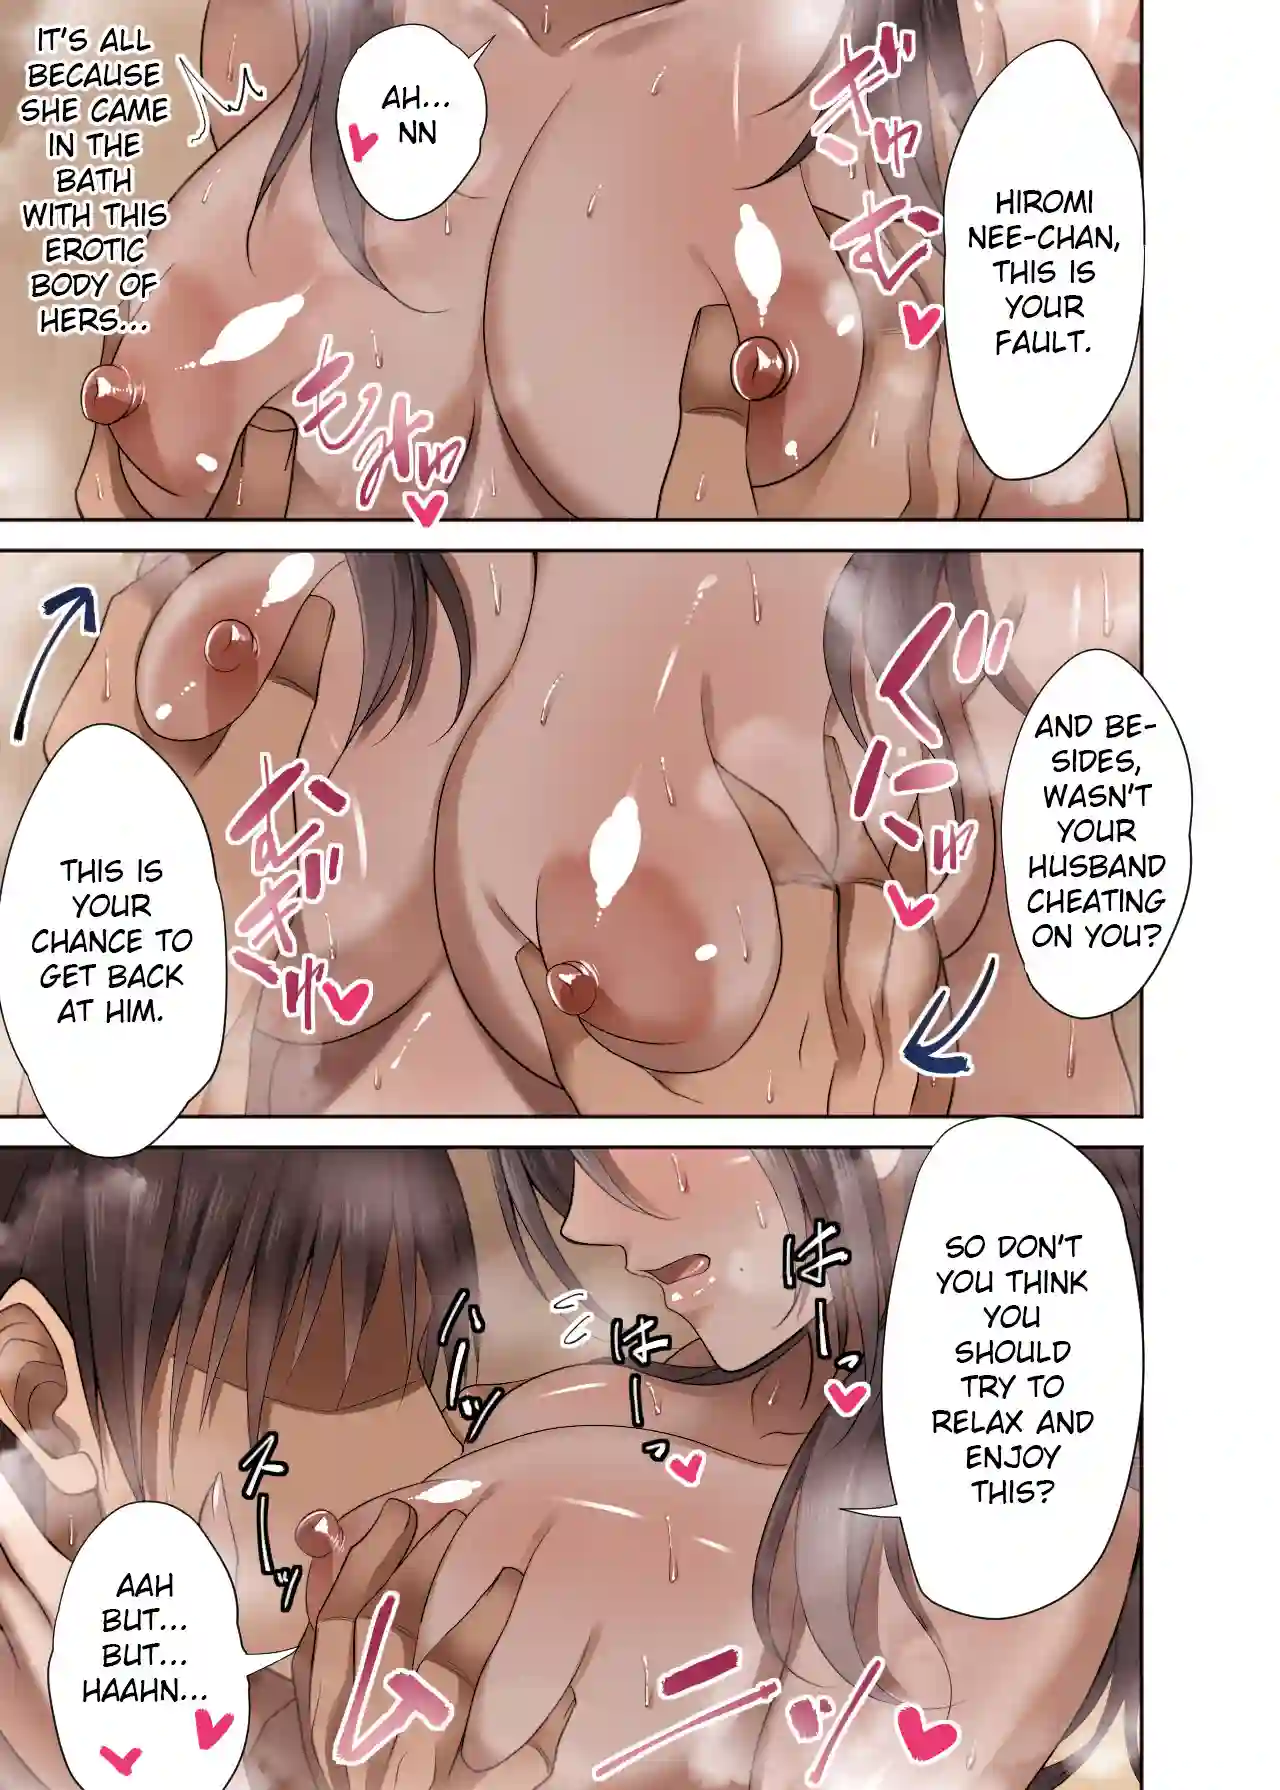 HIROMI
NEE-CHAN,
THIS IS
YOUR
FAULT.
AH...
NN
IT'S ALL
BECAUSE
SHE CAME
IN THE
BATH
WITH THIS
EROTIC
BODY OF
HERS...
AND BE-
SIDES,
WASN'T
YOUR
HUSBAND
CHEATING
ON YOU?
THIS IS
YOUR
CHANCE TO
GET BACK
AT HIM.
SO DON'T
YOU THINK
YOU
SHOULD
TRY TO
RELAX AND
ENJOY
THIS?
AAH
BUT...
BUT...
HAAHN...
ぎゅ
む
もみゅ
ぐ
にゅ
む
ぎゅ
はーっ
はーっ
ハーッ
スーッ
ムニッ